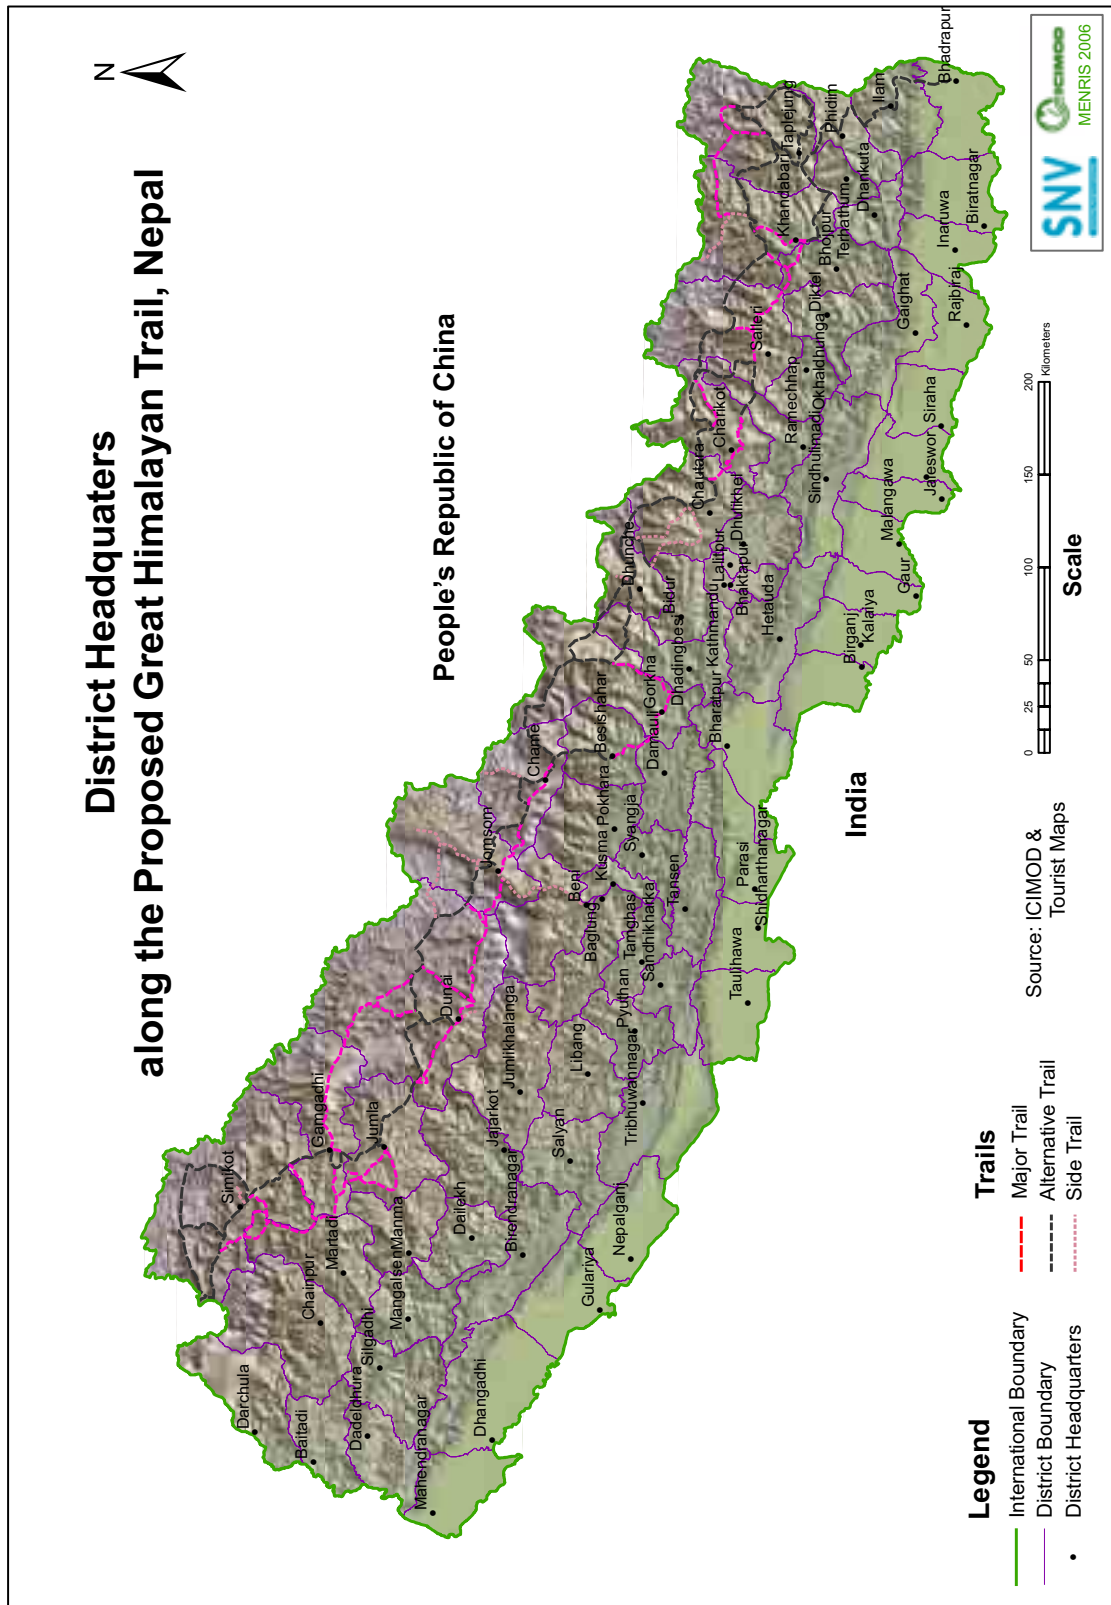 District Headquaters
along the Proposed Great Himalayan Trail, Nepal
N
People's Republic of China
India
Darchula
Baitadi
Dadeldhura
Mahendranagar
Dhangadhi
Chainpur
Silgadhi
Martadi
Mangalsen
Manma
Simikot
Gamgadhi
Jumla
Dailekh
Birendranagar
Gulariya
Nepalganj
Jajarkot
Jumlikhalanga
Salyan
Libang
Tribhuwannagar
Pyuthan
Dunai
Jomsom
Beni
Baglung
Kusma
Tamghas
Sandhikharka
Tansen
Taulihawa
Shidharthanagar
Parasi
Pokhara
Syangja
Chame
Besishahar
Damauli
Gorkha
Dhadingbesi
Bharatpur
Dhunche
Bidur
Kathmandu
Lalitpur
Bhaktapur
Dhulikhel
Hetauda
Birganj
Kalaiya
Gaur
Malangawa
Jaleswor
Siraha
Chautara
Charikot
Ramechhap
Sindhulimadi
Okhaldhunga
Salleri
Diktel
Bhojpur
Khandabari
Taplejung
Terhathum
Dhankuta
Phidim
Ilam
Gaighat
Rajbiraj
Inaruwa
Biratnagar
Bhadrapur
Legend
International Boundary
District Boundary
District Headquarters
Trails
Major Trail
Alternative Trail
Side Trail
Source: ICIMOD &
Tourist Maps
0 25 50 100 150 200
Kilometers
Scale
SNV
ICIMOD
MENRIS 2006